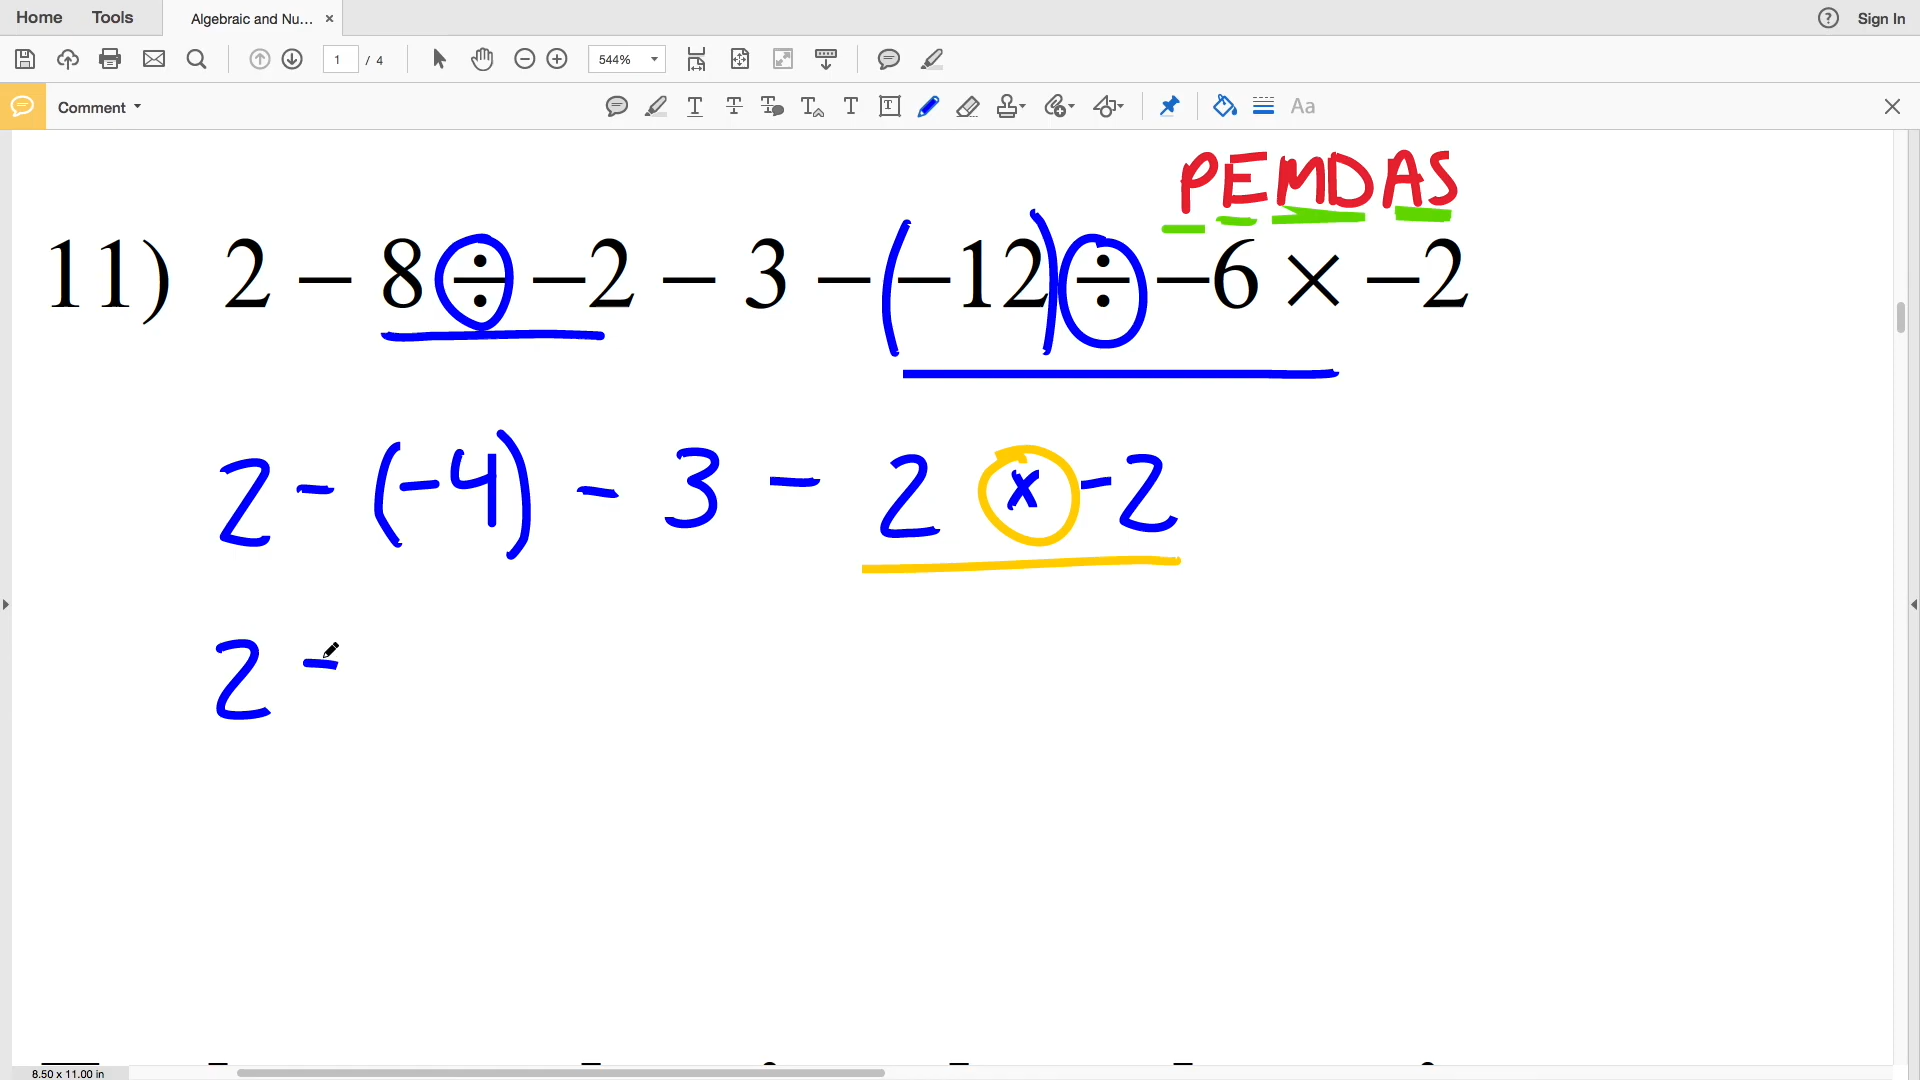 Home Tools Algebraic and Nu... × ? Sign In
1 / 4 544%
Comment T T T T T T Aa
PEMDAS
11) 2 − 8 ÷ −2 − 3 − (−12) ÷ −6 × −2
2 - (-4) - 3 - 2 x -2
2 -
8.50 x 11.00 in